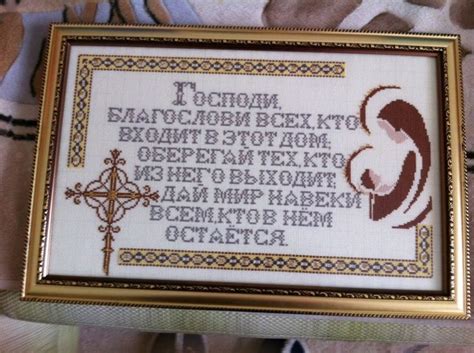 Господи,
БЛАГОСЛОВИ ВСЕХ, КТО
ВХОДИТ В ЭТОТ ДОМ,
ОБЕРЕГАЙ ТЕХ, КТО
ИЗ НЕГО ВЫХОДИТ,
ДАЙ МИР НАВЕКИ
ВСЕМ, КТО В НЁМ
ОСТАЁТСЯ.